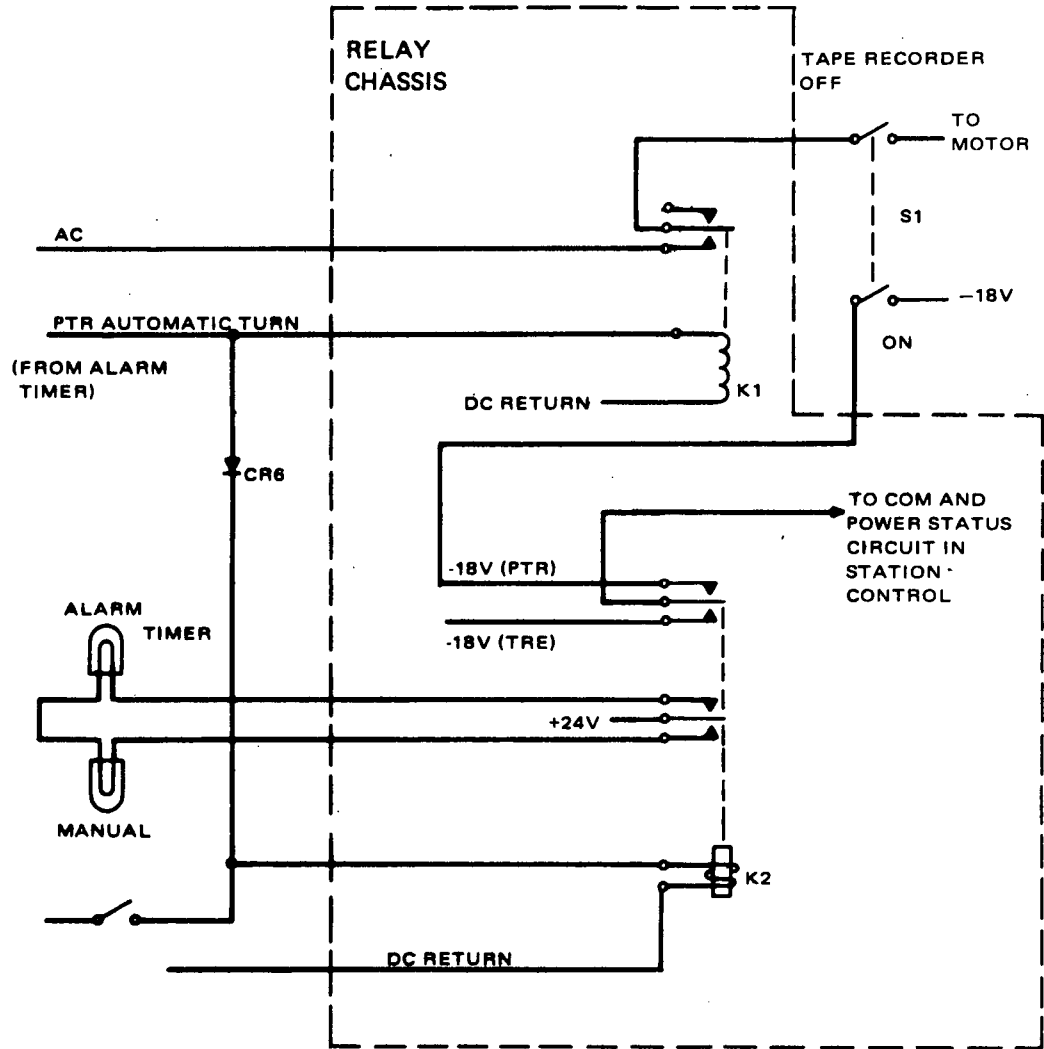 RELAY
CHASSIS
TAPE RECORDER
OFF
TO
MOTOR
S1
AC
-18V
PTR AUTOMATIC TURN
ON
(FROM ALARM
TIMER)
K1
DC RETURN
CR6
TO COM AND
POWER STATUS
CIRCUIT IN
STATION
CONTROL
-18V (PTR)
ALARM
TIMER
-18V (TRE)
+24V
MANUAL
K2
DC RETURN